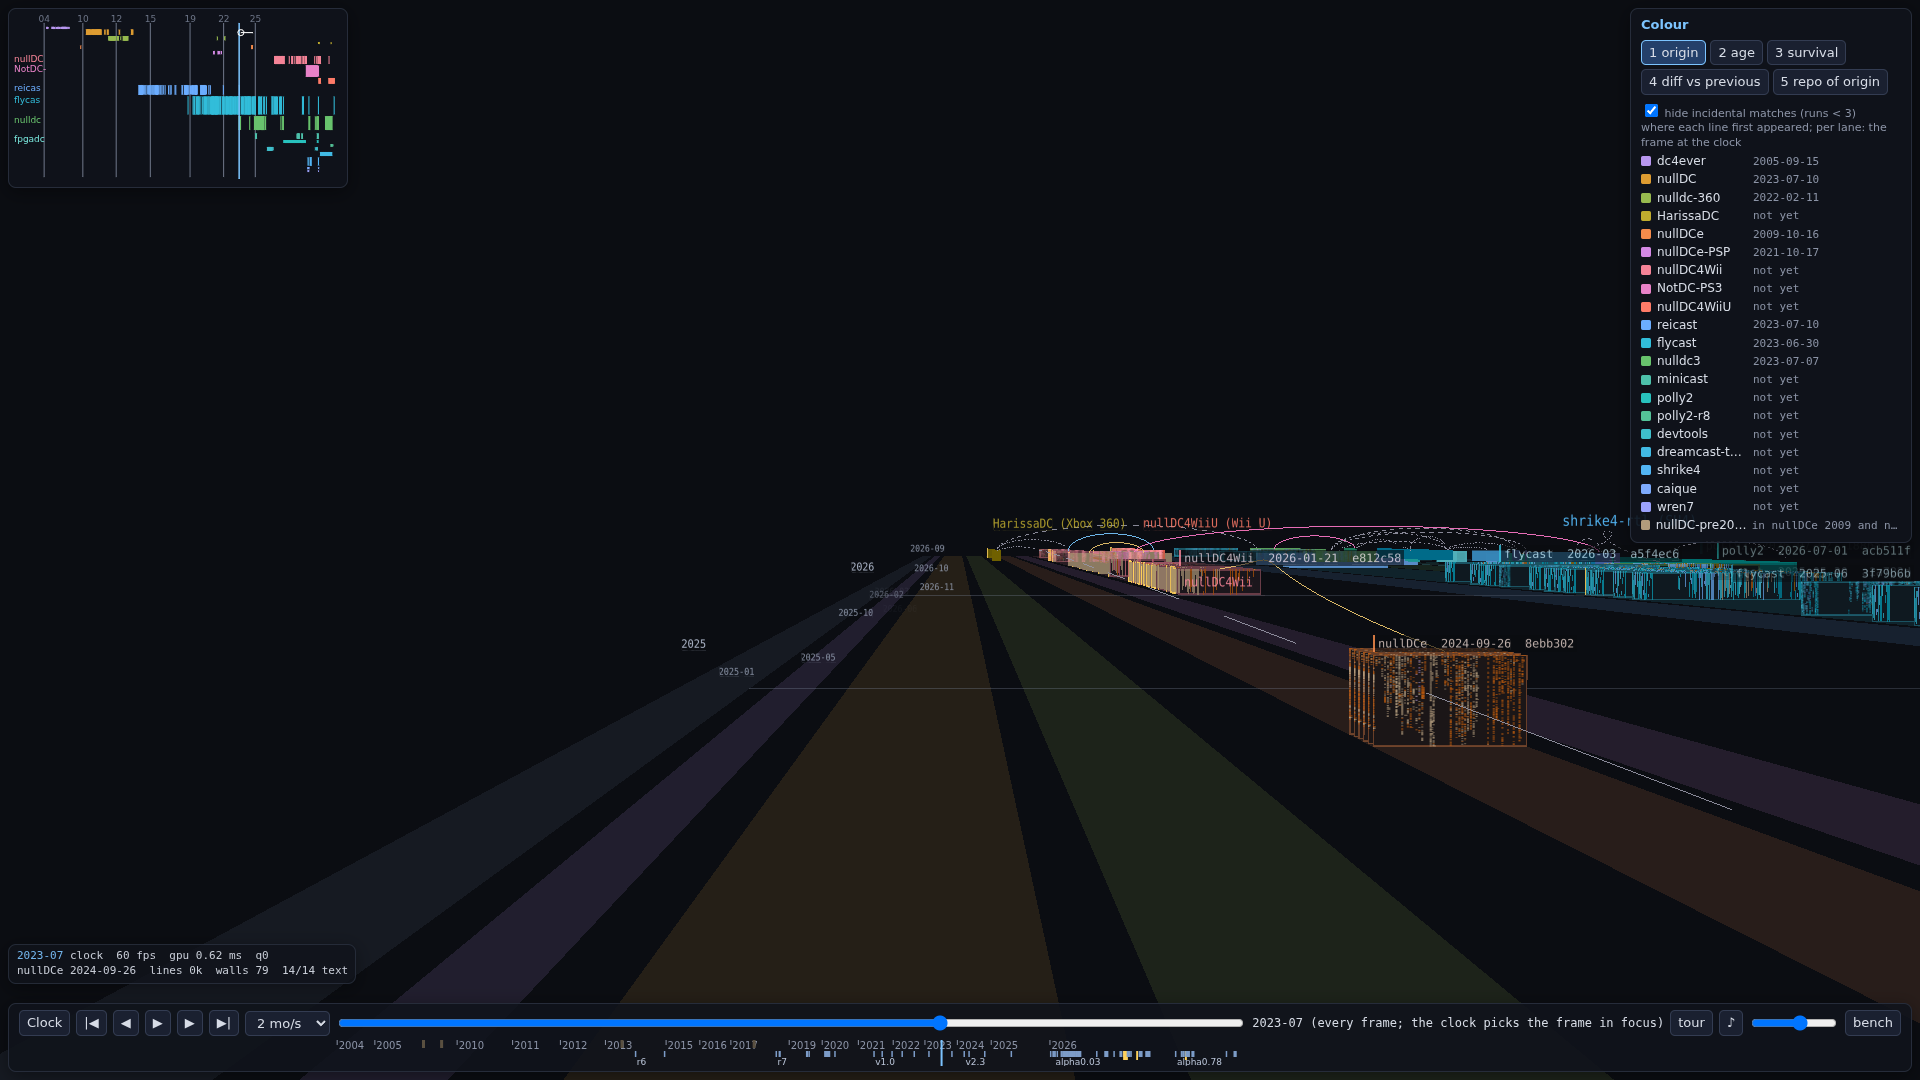 04 10 12 15 19 22 25
nullDC
NotDC-
reicas
flycas
nulldc
fpgadc
Colour
1 origin 2 age 3 survival
4 diff vs previous 5 repo of origin
hide incidental matches (runs < 3)
where each line first appeared; per lane: the
frame at the clock
dc4ever 2005-09-15
nullDC 2023-07-10
nulldc-360 2022-02-11
HarissaDC not yet
nullDCe 2009-10-16
nullDCe-PSP 2021-10-17
nullDC4Wii not yet
NotDC-PS3 not yet
nullDC4WiiU not yet
reicast 2023-07-10
flycast 2023-06-30
nulldc3 2023-07-07
minicast not yet
polly2 not yet
polly2-r8 not yet
devtools not yet
dreamcast-t… not yet
shrike4 not yet
caique not yet
wren7 not yet
nullDC-pre20… in nullDCe 2009 and n…
HarissaDC (Xbox 360) nullDC4WiiU (Wii U) shrike4-r
2026-09
nullDC4Wii 2026-01-21 e812c58
flycast 2026-03 a5f4ec6
polly2 2026-07-01 acb511f
2026
2026-10
flycast 2025-06 3f79b6b
nullDC4Wii
2026-11
2026-02
2025-10
2025
nullDCe 2024-09-26 8ebb302
2025-05
2025-01
2023-07 clock 60 fps gpu 0.62 ms q0
nullDCe 2024-09-26 lines 0k walls 79 14/14 text
Clock |◀ ◀ ▶ ▶ ▶| 2 mo/s 2023-07 (every frame; the clock picks the frame in focus) tour ♪ bench
2004 2005 2010 2011 2012 2013 2015 2016 2017 2019 2020 2021 2022 2023 2024 2025 2026
r6 r7 v1.0 v2.3 alpha0.03 alpha0.78